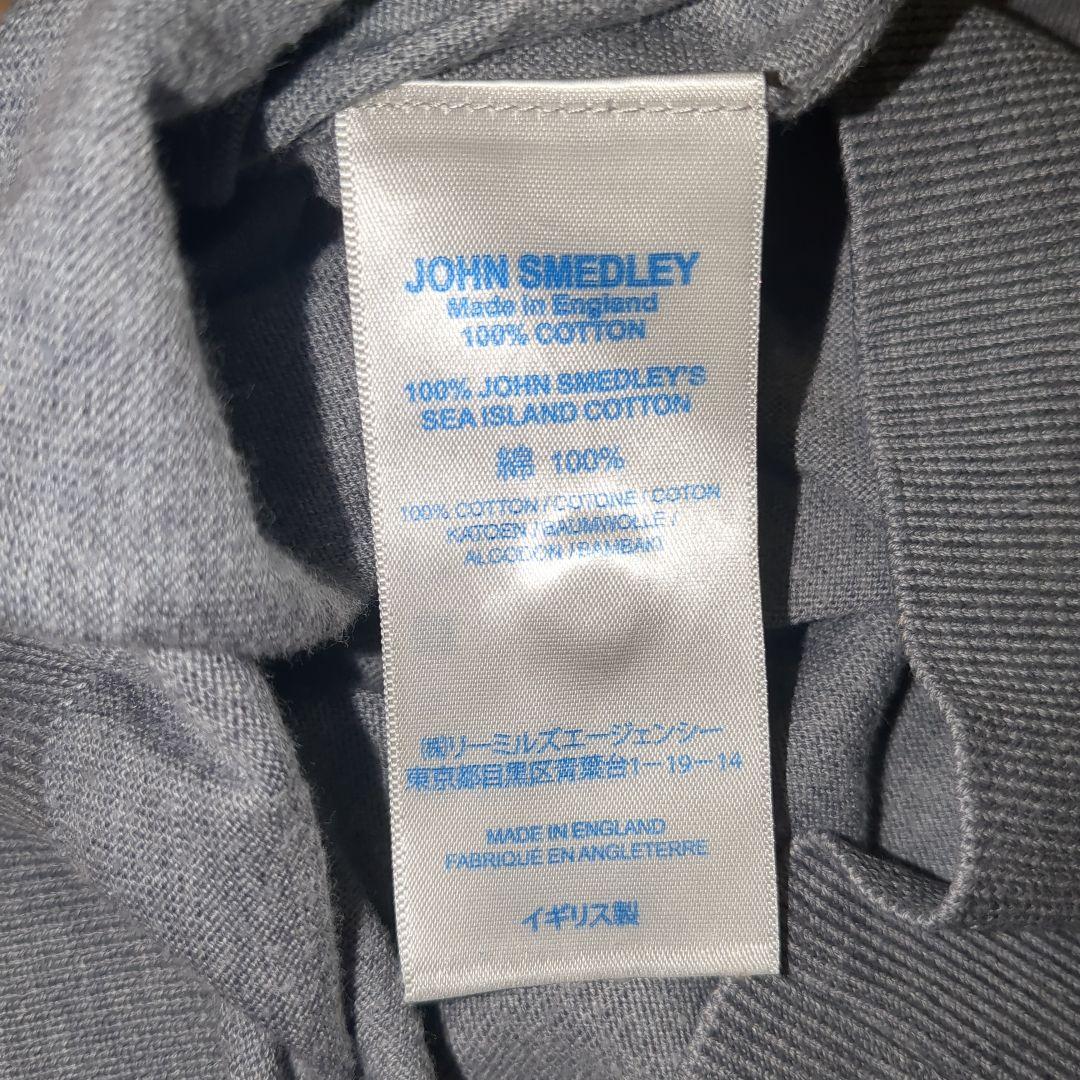 JOHN SMEDLEY
Made in England
100% COTTON
100% JOHN SMEDLEY'S
SEA ISLAND COTTON
綿 100%
100% COTTON / COTONE / COTON
KATOEN / BAUMWOLLE /
ALGODON / BAMBAKI
㈱リーミルズエージェンシー
東京都目黒区青葉台1-19-14
MADE IN ENGLAND
FABRIQUE EN ANGLETERRE
イギリス製